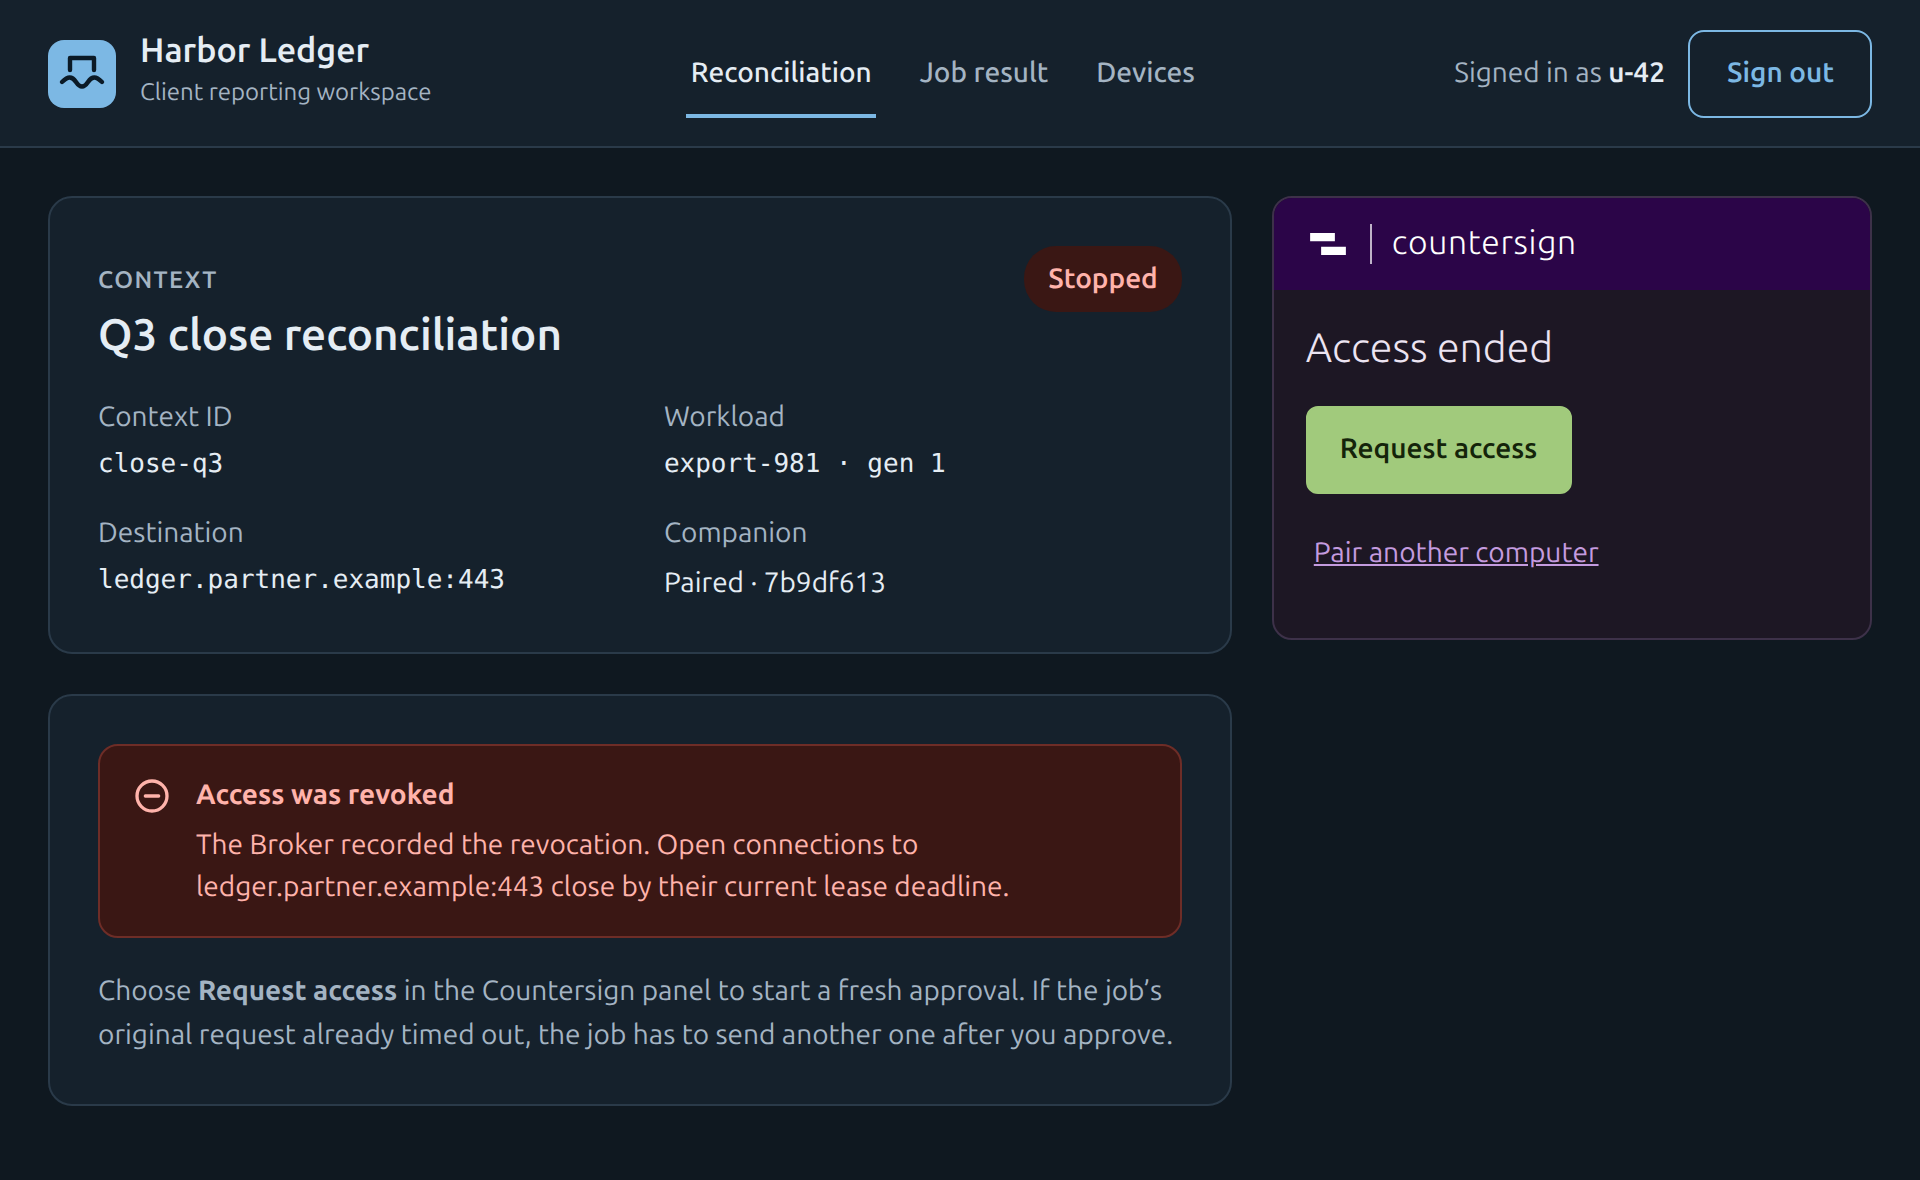 Harbor Ledger
Client reporting workspace
Reconciliation
Job result
Devices
Signed in as u-42
Sign out
CONTEXT
Stopped
Q3 close reconciliation
Context ID
close-q3
Workload
export-981 · gen 1
Destination
ledger.partner.example:443
Companion
Paired · 7b9df613
countersign
Access ended
Request access
Pair another computer
Access was revoked
The Broker recorded the revocation. Open connections to
ledger.partner.example:443 close by their current lease deadline.
Choose Request access in the Countersign panel to start a fresh approval. If the job’s
original request already timed out, the job has to send another one after you approve.